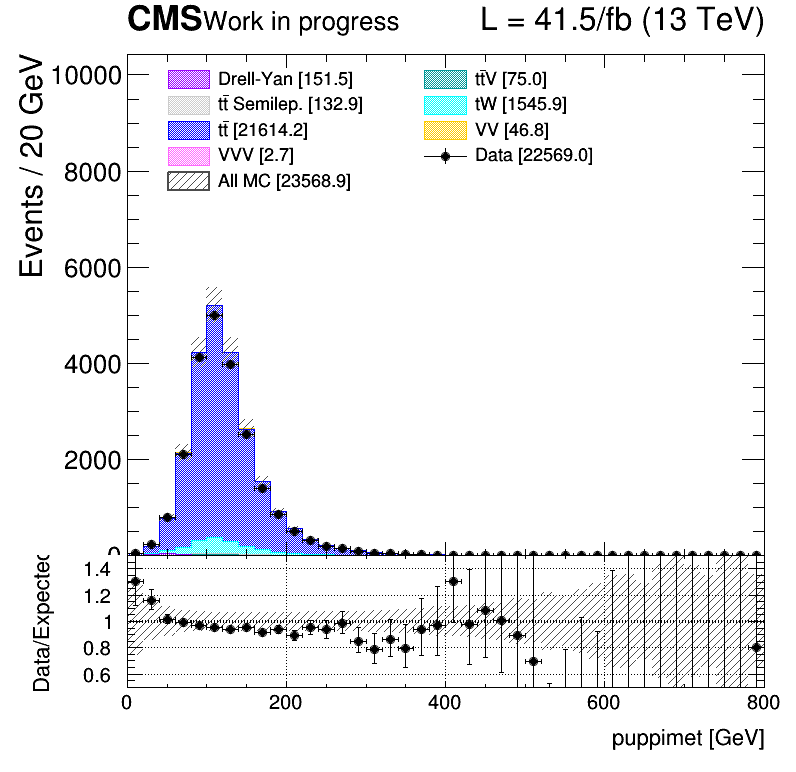 CMS Work in progress L = 41.5/fb (13 TeV)
Events / 20 GeV
10000
8000
6000
4000
2000
0
Drell-Yan [151.5]
tt̄ Semilep. [132.9]
tt̄ [21614.2]
VVV [2.7]
All MC [23568.9]
tt̄V [75.0]
tW [1545.9]
VV [46.8]
Data [22569.0]
Data/Expected
1.4
1.2
1
0.8
0.6
0 200 400 600 800
puppimet [GeV]